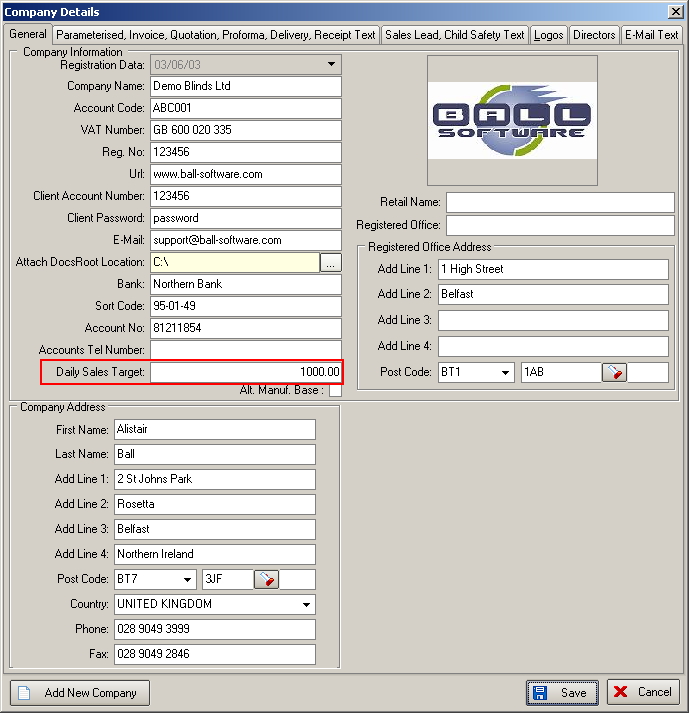 Company Details
General
Parameterised, Invoice, Quotation, Proforma, Delivery, Receipt Text
Sales Lead, Child Safety Text
Logos
Directors
E-Mail Text
Company Information
Registration Data: 03/06/03
Company Name: Demo Blinds Ltd
Account Code: ABC001
VAT Number: GB 600 020 335
Reg. No: 123456
Url: www.ball-software.com
Client Account Number: 123456
Client Password: password
E-Mail: support@ball-software.com
Attach DocsRoot Location: C:\ ...
Bank: Northern Bank
Sort Code: 95-01-49
Account No: 81211854
Accounts Tel Number:
Daily Sales Target: 1000.00
Alt. Manuf. Base :
BALL
SOFTWARE
Retail Name:
Registered Office:
Registered Office Address
Add Line 1: 1 High Street
Add Line 2: Belfast
Add Line 3:
Add Line 4:
Post Code: BT1 1AB
Company Address
First Name: Alistair
Last Name: Ball
Add Line 1: 2 St Johns Park
Add Line 2: Rosetta
Add Line 3: Belfast
Add Line 4: Northern Ireland
Post Code: BT7 3JF
Country: UNITED KINGDOM
Phone: 028 9049 3999
Fax: 028 9049 2846
Add New Company
Save
Cancel